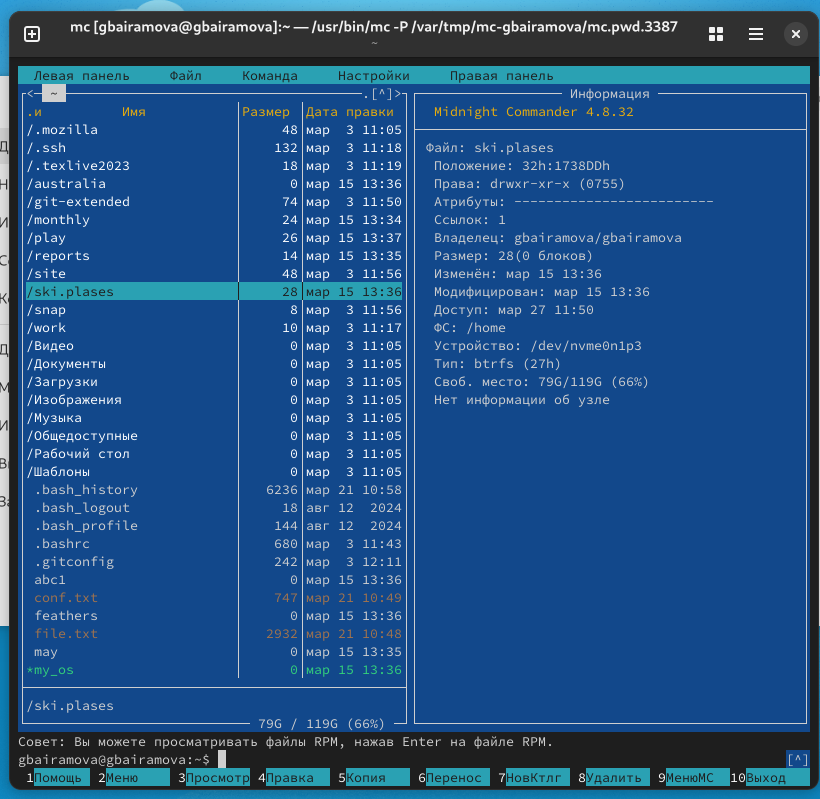 mc [gbairamova@gbairamova]:~ — /usr/bin/mc -P /var/tmp/mc-gbairamova/mc.pwd.3387
~
Левая панель Файл Команда Настройки Правая панель
<─ ~ .[^]>
.и Имя Размер Дата правки
/.mozilla 48 мар 3 11:05
/.ssh 132 мар 3 11:18
/.texlive2023 18 мар 3 11:19
/australia 0 мар 15 13:36
/git-extended 74 мар 3 11:50
/monthly 24 мар 15 13:34
/play 26 мар 15 13:37
/reports 14 мар 15 13:35
/site 48 мар 3 11:56
/ski.plases 28 мар 15 13:36
/snap 8 мар 3 11:56
/work 10 мар 3 11:17
/Видео 0 мар 3 11:05
/Документы 0 мар 3 11:05
/Загрузки 0 мар 3 11:05
/Изображения 0 мар 3 11:05
/Музыка 0 мар 3 11:05
/Общедоступные 0 мар 3 11:05
/Рабочий стол 0 мар 3 11:05
/Шаблоны 0 мар 3 11:05
.bash_history 6236 мар 21 10:58
.bash_logout 18 авг 12 2024
.bash_profile 144 авг 12 2024
.bashrc 680 мар 3 11:43
.gitconfig 242 мар 3 12:11
abc1 0 мар 15 13:36
conf.txt 747 мар 21 10:49
feathers 0 мар 15 13:36
file.txt 2932 мар 21 10:48
may 0 мар 15 13:35
*my_os 0 мар 15 13:36
/ski.plases
79G / 119G (66%)
Информация
Midnight Commander 4.8.32
Файл: ski.plases
Положение: 32h:1738DDh
Права: drwxr-xr-x (0755)
Атрибуты: -------------------------
Ссылок: 1
Владелец: gbairamova/gbairamova
Размер: 28(0 блоков)
Изменён: мар 15 13:36
Модифицирован: мар 15 13:36
Доступ: мар 27 11:50
ФС: /home
Устройство: /dev/nvme0n1p3
Тип: btrfs (27h)
Своб. место: 79G/119G (66%)
Нет информации об узле
Совет: Вы можете просматривать файлы RPM, нажав Enter на файле RPM.
gbairamova@gbairamova:~$ [^]
1Помощь 2Меню 3Просмотр 4Правка 5Копия 6Перенос 7НовКтлг 8Удалить 9МенюМС 10Выход